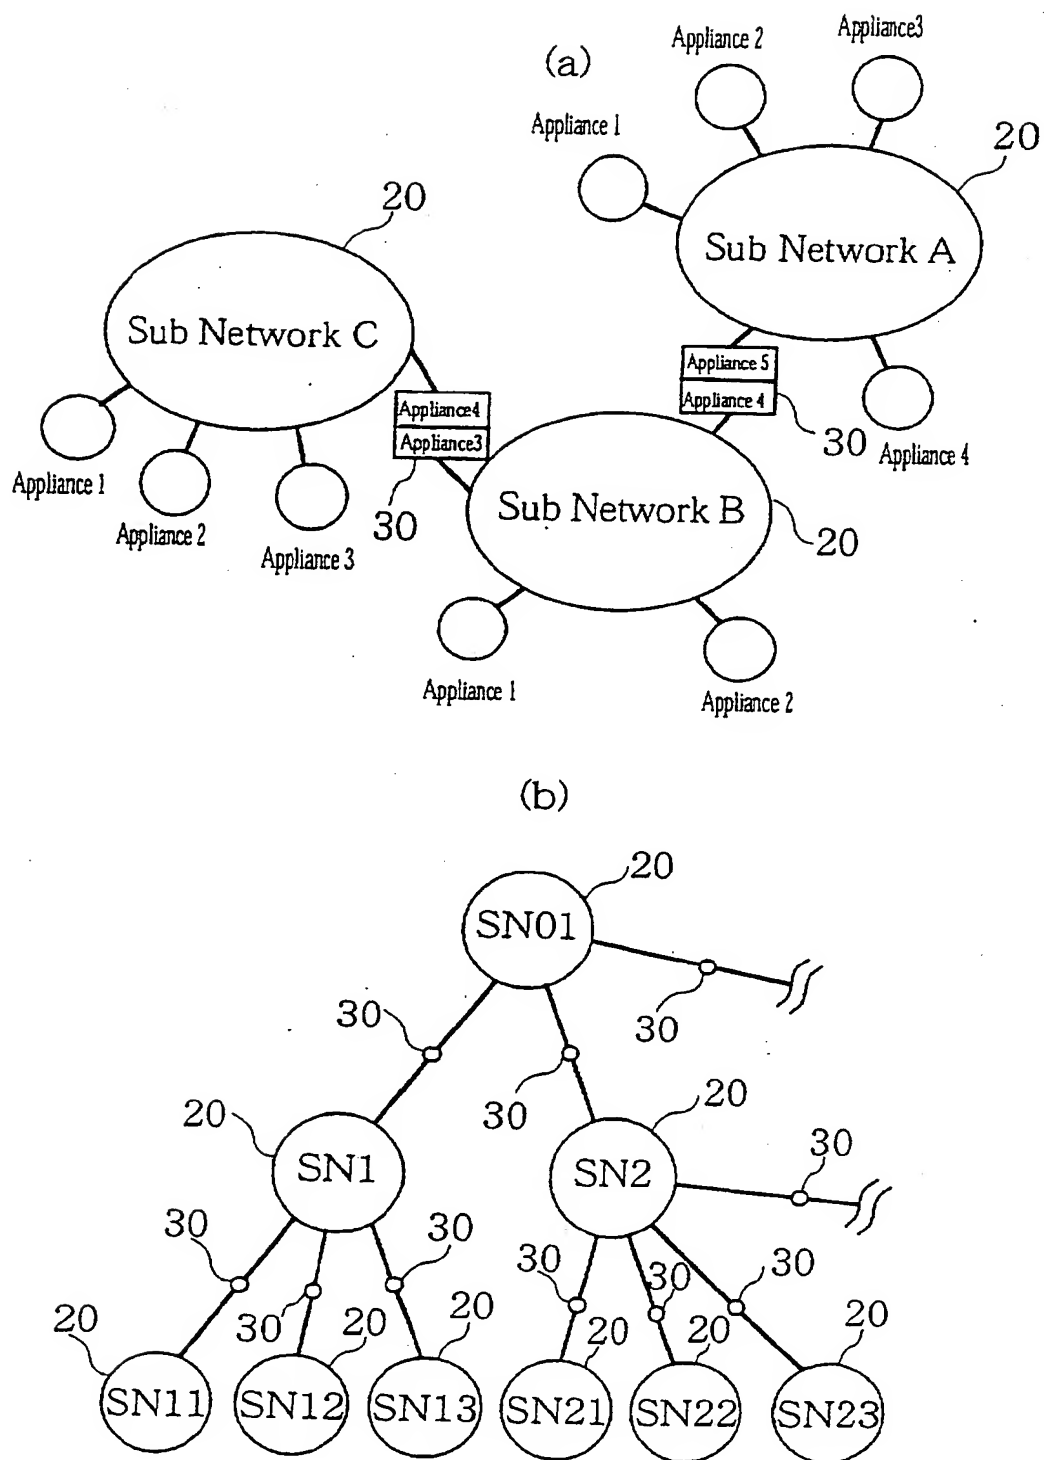 (a)
Appliance 2
Appliance3
Appliance 1
20
Sub Network A
20
Sub Network C
Appliance 5
Appliance 4
30
Appliance 4
Appliance4
Appliance3
30
Appliance 1
Appliance 2
Appliance 3
Sub Network B
20
Appliance 1
Appliance 2
(b)
20
SN01
30
30
30
20
SN1
20
SN2
30
30
30
30
30
30
30
20
20
20
20
20
20
SN11
SN12
SN13
SN21
SN22
SN23